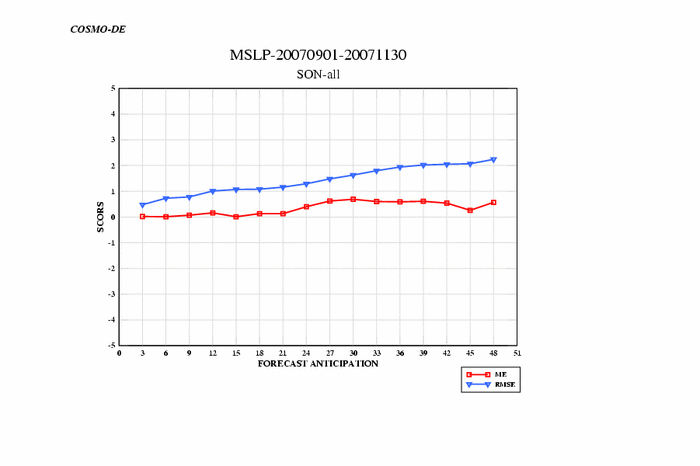 COSMO-DE
MSLP-20070901-20071130
SON-all
5
4
3
2
1
0
-1
-2
-3
-4
-5
SCORS
0 3 6 9 12 15 18 21 24 27 30 33 36 39 42 45 48 51
FORECAST ANTICIPATION
ME
RMSE